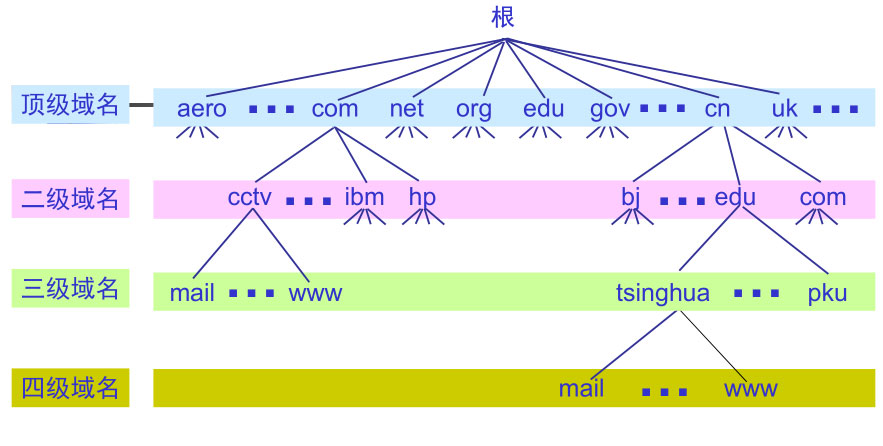 根
顶级域名 aero ... com net org edu gov ... cn uk ...
二级域名 cctv ... ibm hp bj ... edu com
三级域名 mail ... www tsinghua ... pku
四级域名 mail ... www